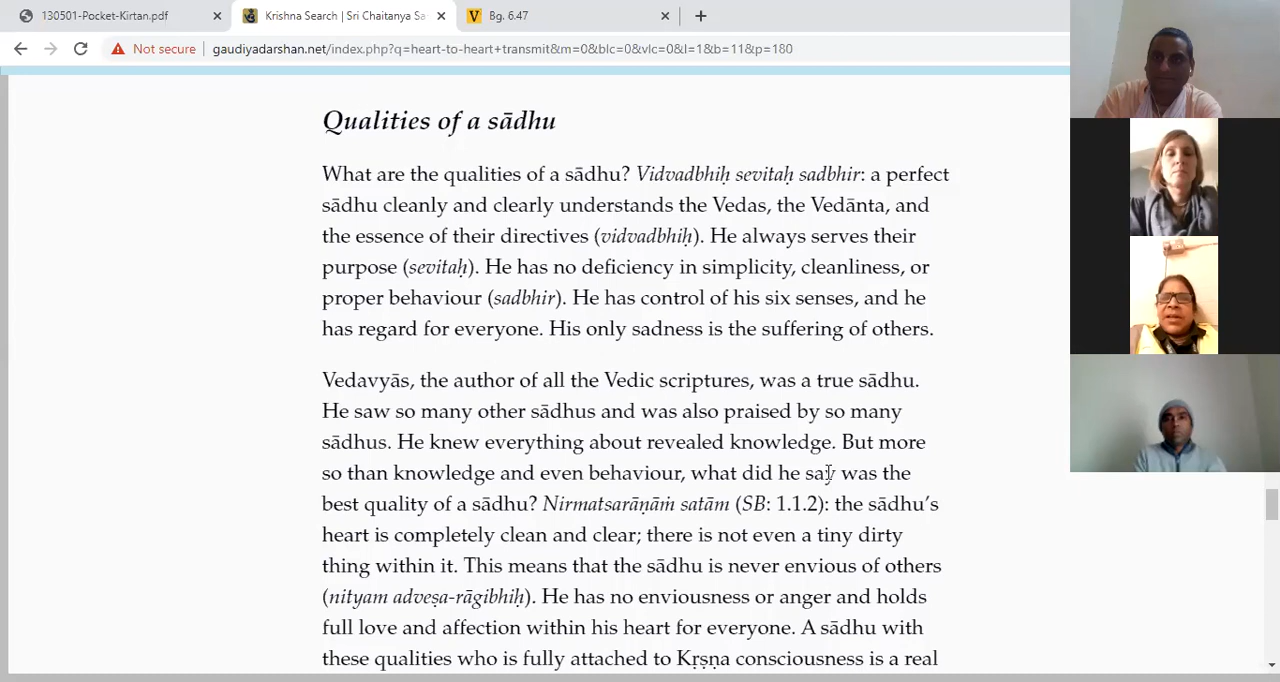 130501-Pocket-Kirtan.pdf
Krishna Search | Sri Chaitanya Sa
Bg. 6.47
Not secure
gaudiyadarshan.net/index.php?q=heart-to-heart+transmit&m=0&blc=0&vlc=0&l=1&b=11&p=180
Qualities of a sādhu
What are the qualities of a sādhu? Vidvadbhiḥ sevitaḥ sadbhir: a perfect
sādhu cleanly and clearly understands the Vedas, the Vedānta, and
the essence of their directives (vidvadbhiḥ). He always serves their
purpose (sevitaḥ). He has no deficiency in simplicity, cleanliness, or
proper behaviour (sadbhir). He has control of his six senses, and he
has regard for everyone. His only sadness is the suffering of others.
Vedavyās, the author of all the Vedic scriptures, was a true sādhu.
He saw so many other sādhus and was also praised by so many
sādhus. He knew everything about revealed knowledge. But more
so than knowledge and even behaviour, what did he say was the
best quality of a sādhu? Nirmatsarāṇāṁ satām (SB: 1.1.2): the sādhu's
heart is completely clean and clear; there is not even a tiny dirty
thing within it. This means that the sādhu is never envious of others
(nityam adveṣa-rāgibhiḥ). He has no enviousness or anger and holds
full love and affection within his heart for everyone. A sādhu with
these qualities who is fully attached to Kṛṣṇa consciousness is a real